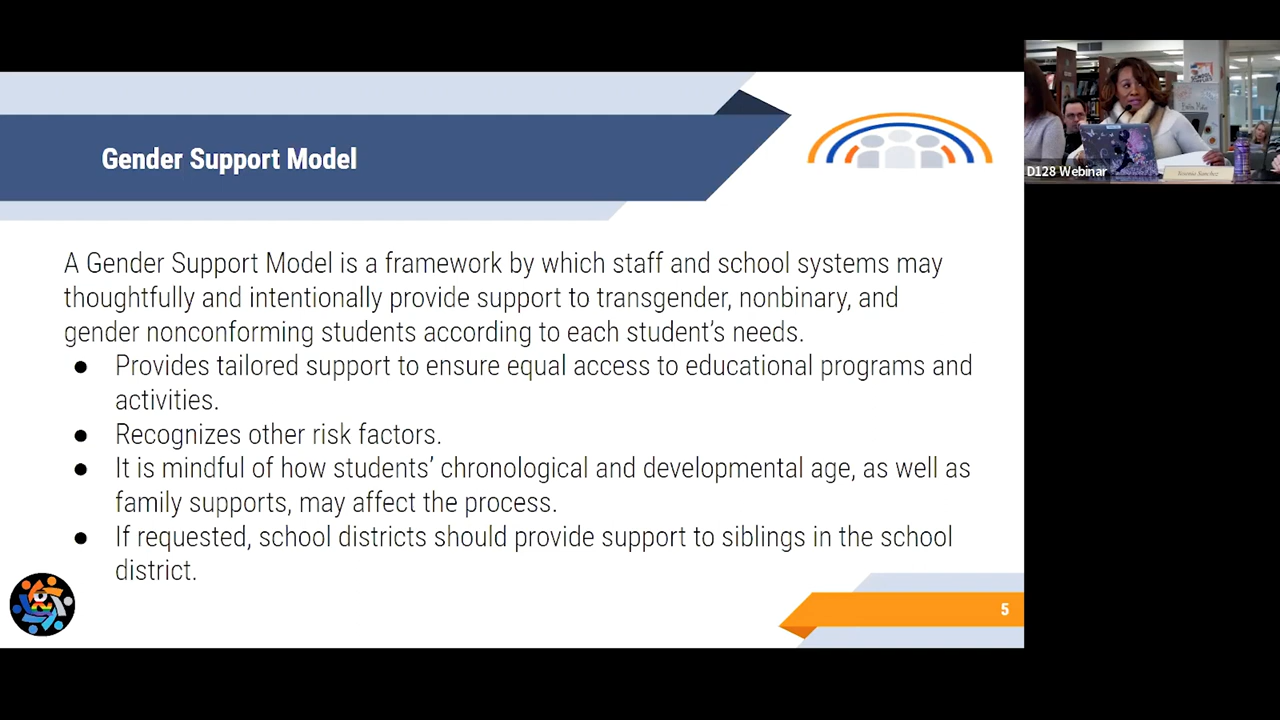 Gender Support Model
A Gender Support Model is a framework by which staff and school systems may
thoughtfully and intentionally provide support to transgender, nonbinary, and
gender nonconforming students according to each student's needs.
● Provides tailored support to ensure equal access to educational programs and
activities.
● Recognizes other risk factors.
● It is mindful of how students' chronological and developmental age, as well as
family supports, may affect the process.
● If requested, school districts should provide support to siblings in the school
district.
5
D128 Webinar